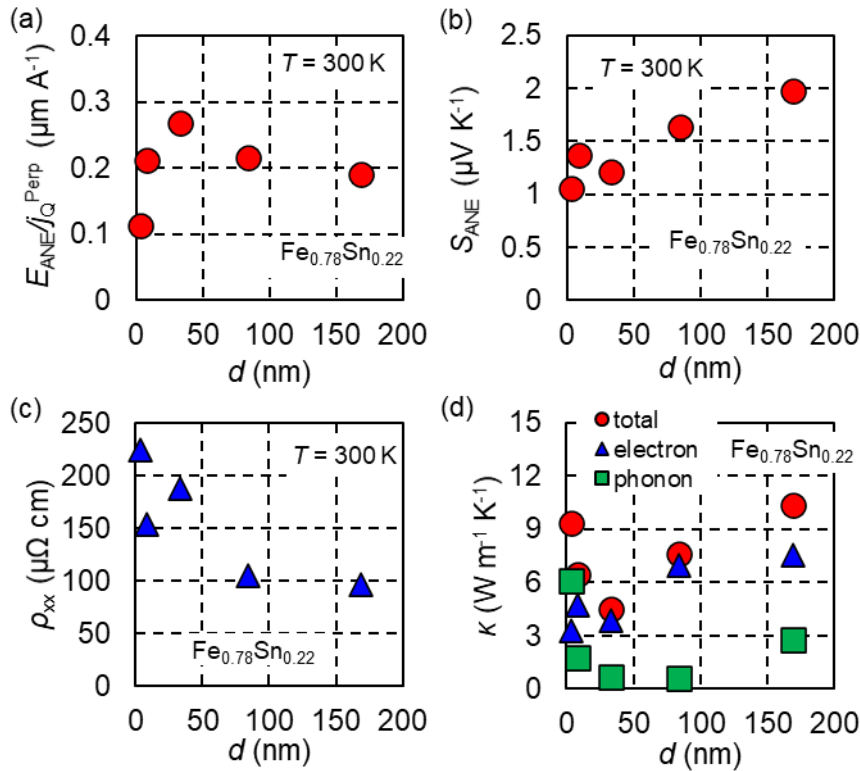 (a)
E_ANE/j_Q^Perp (μm A⁻¹)
0.4
0.3
0.2
0.1
0
T = 300 K
Fe₀.₇₈Sn₀.₂₂
0 50 100 150 200
d (nm)
(b)
S_ANE (μV K⁻¹)
2.5
2
1.5
1
0.5
0
T = 300 K
Fe₀.₇₈Sn₀.₂₂
0 50 100 150 200
d (nm)
(c)
ρ_xx (μΩ cm)
250
200
150
100
50
0
T = 300 K
Fe₀.₇₈Sn₀.₂₂
0 50 100 150 200
d (nm)
(d)
κ (W m⁻¹ K⁻¹)
15
12
9
6
3
0
total
electron
phonon
Fe₀.₇₈Sn₀.₂₂
0 50 100 150 200
d (nm)